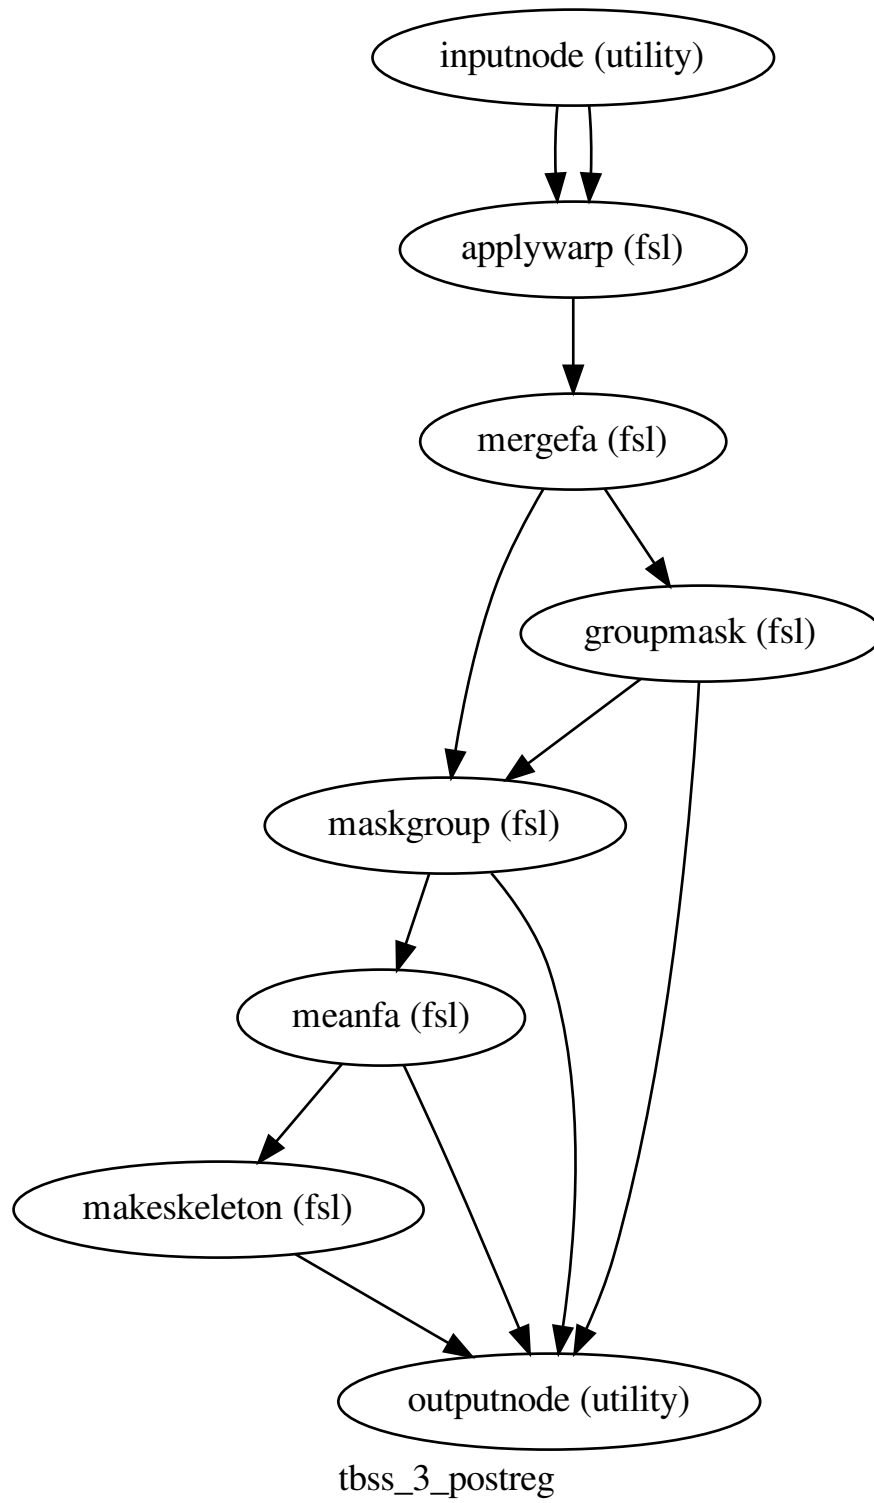 inputnode (utility)
applywarp (fsl)
mergefa (fsl)
groupmask (fsl)
maskgroup (fsl)
meanfa (fsl)
makeskeleton (fsl)
outputnode (utility)
tbss_3_postreg